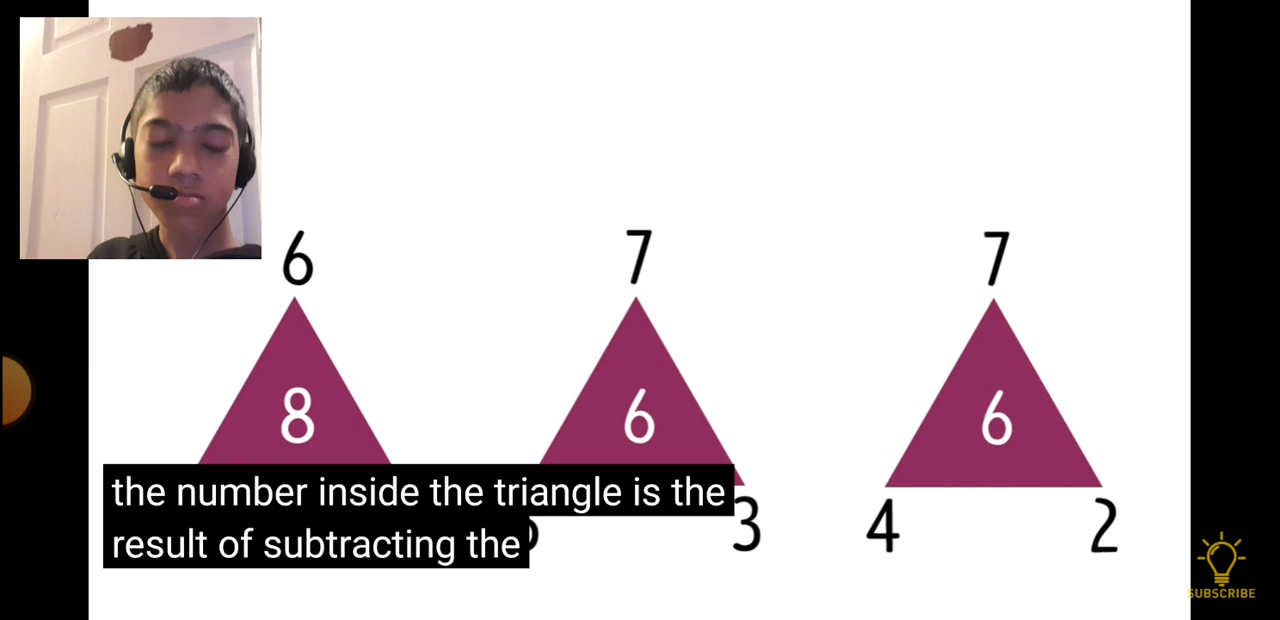 6 7 7
8 6 6
the number inside the triangle is the
result of subtracting the
3 4 2
SUBSCRIBE